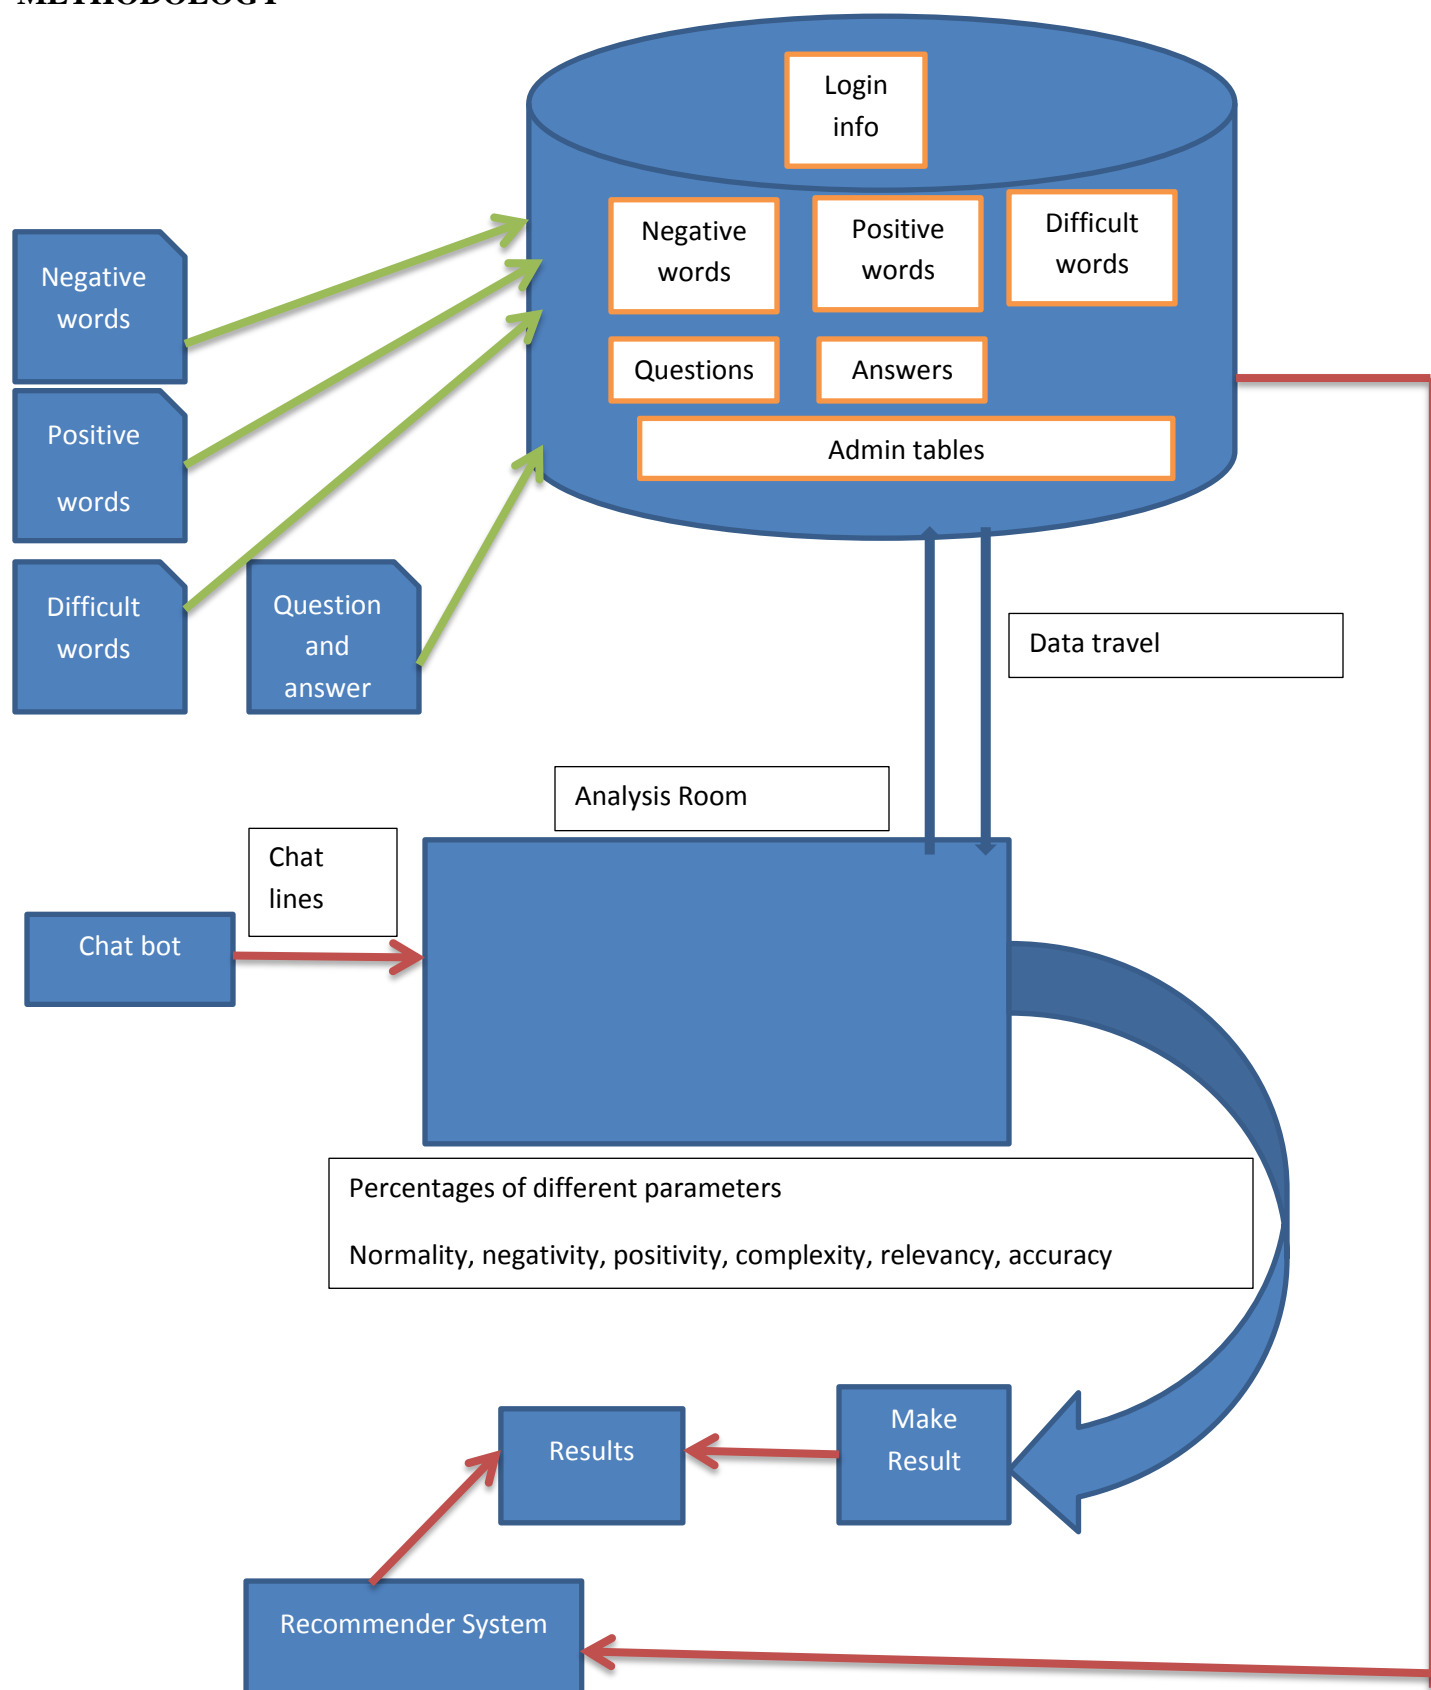 METHODOLOGY
Login
info
Negative
words
Positive
words
Difficult
words
Questions
Answers
Admin tables
Negative
words
Positive
words
Difficult
words
Question
and
answer
Data travel
Analysis Room
Chat
lines
Chat bot
Percentages of different parameters
Normality, negativity, positivity, complexity, relevancy, accuracy
Make
Result
Results
Recommender System